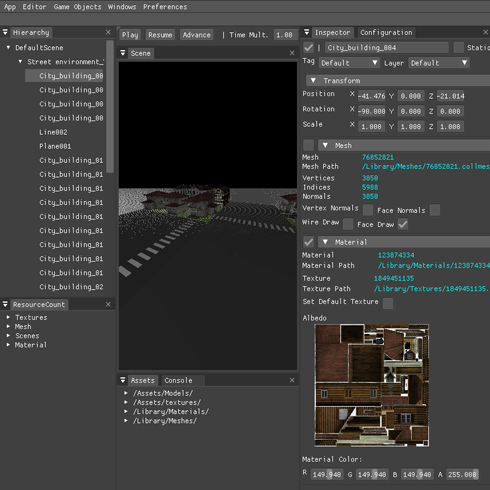 App Editor Game Objects Windows Preferences
Hierarchy
DefaultScene
Street environment_
City_building_00
City_building_00
City_building_00
City_building_00
Line002
Plane001
City_building_01
City_building_01
City_building_01
City_building_01
City_building_01
City_building_01
City_building_01
City_building_01
City_building_01
City_building_02
ResourceCount
Textures
Mesh
Scenes
Material
Play Resume Advance | Time Mult. 1.00
Scene
Assets Console
/Assets/Models/
/Assets/textures/
/Library/Materials/
/Library/Meshes/
Inspector Configuration
| City_building_004 Static
Tag Default Layer Default
Transform
Position X -41.476 Y 0.000 Z -21.014
Rotation X -90.000 Y 0.000 Z 0.000
Scale X 1.000 Y 1.000 Z 1.000
Mesh
Mesh 76852821
Mesh Path /Library/Meshes/76852821.collmes
Vertices 3850
Indices 5988
Normals 3850
Vertex Normals Face Normals
Wire Draw Face Draw
Material
Material 123874334
Material Path /Library/Materials/123874334
Texture 1849451135
Texture Path /Library/Textures/1849451135.
Set Default Texture
Albedo
Material Color:
R 149.940 G 149.940 B 149.940 A 255.000